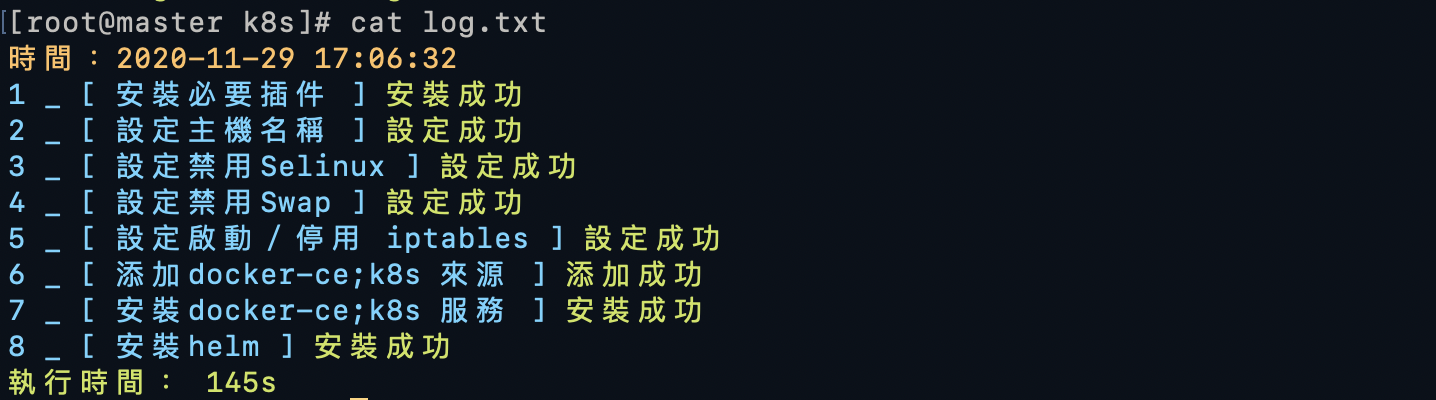 [[root@master k8s]# cat log.txt
時間：2020-11-29 17:06:32
1 _ [ 安裝必要插件 ] 安裝成功
2 _ [ 設定主機名稱 ] 設定成功
3 _ [ 設定禁用Selinux ] 設定成功
4 _ [ 設定禁用Swap ] 設定成功
5 _ [ 設定啟動／停用 iptables ] 設定成功
6 _ [ 添加docker-ce;k8s 來源 ] 添加成功
7 _ [ 安裝docker-ce;k8s 服務 ] 安裝成功
8 _ [ 安裝helm ] 安裝成功
執行時間： 145s